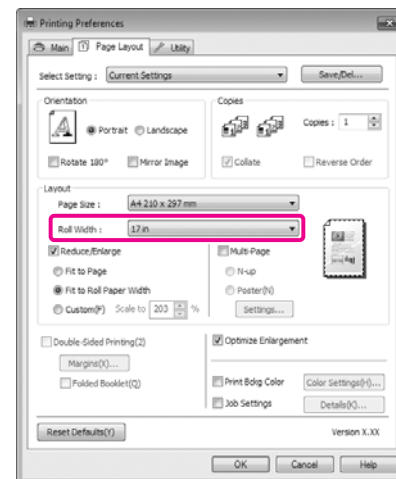 Printing Preferences
Main Page Layout Utility
Select Setting : Current Settings Save/Del...
Orientation Copies
Portrait Landscape Copies : 1
Rotate 180° Mirror Image Collate Reverse Order
Layout
Page Size : A4 210 x 297 mm
Roll Width : 17 in
Reduce/Enlarge Multi-Page
Fit to Page N-up
Fit to Roll Paper Width Poster(N)
Custom(F) Scale to 203 % Settings...
Double-Sided Printing(2) Optimize Enlargement
Margins(X)...
Folded Booklet(Q) Print Bdkg Color Color Settings(H)...
Job Settings Details(K)...
Reset Defaults(Y) Version X.XX
OK Cancel Help